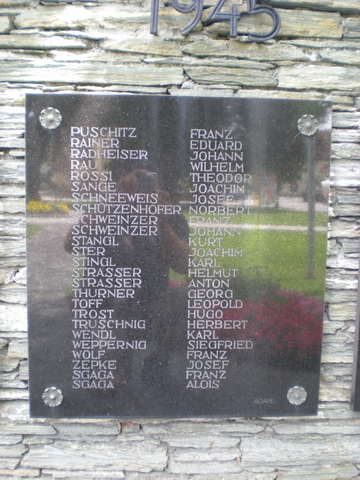 1945
PUSCHITZ FRANZ
RAINER EDUARD
RADHEISER JOHANN
RAU WILHELM
ROSSI THEODOR
SANGE JOACHIM
SCHNEEWEIS JOSEF
SCHÜTZENHOFER NORBERT
SCHWEINZER FRANZ
SCHWEINZER JOHANN
STANGL KURT
STER JOACHIM
STINGL KARL
STRASSER HELMUT
STRASSER ANTON
THURNER GEORG
TOFF LEOPOLD
TROST HUGO
TRUSCHNIG HERBERT
WENDL KARL
WEPPERNIG SIEGFRIED
WOLF FRANZ
ZEPKE JOSEF
SGAGA FRANZ
SGAGA ALOIS
ADAMI